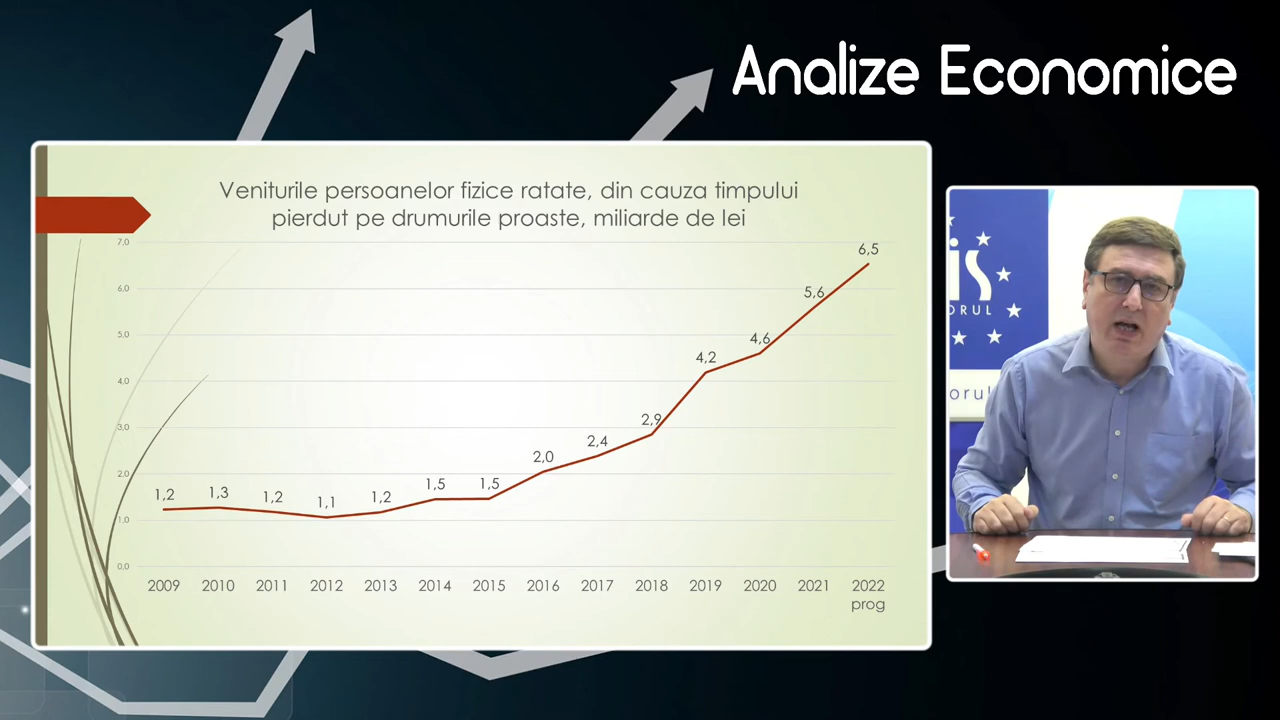 Analize Economice
Veniturile persoanelor fizice ratate, din cauza timpului
pierdut pe drumurile proaste, miliarde de lei
7,0
6,0
5,0
4,0
3,0
2,0
1,0
0,0
1,2 1,3 1,2 1,1 1,2 1,5 1,5 2,0 2,4 2,9 4,2 4,6 5,6 6,5
2009 2010 2011 2012 2013 2014 2015 2016 2017 2018 2019 2020 2021 2022
prog